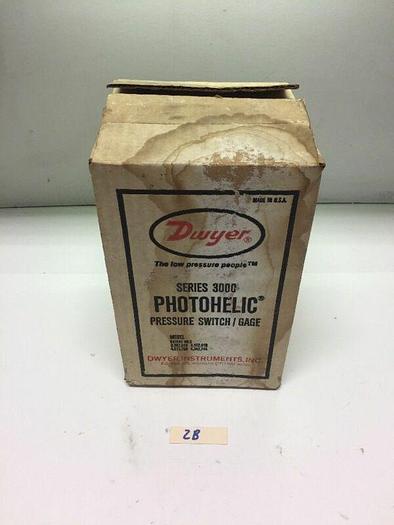 MADE IN U.S.A.
Dwyer®
The low pressure people™
SERIES 3000
PHOTOHELIC®
PRESSURE SWITCH/GAGE
DWYER INSTRUMENTS, INC.
2B